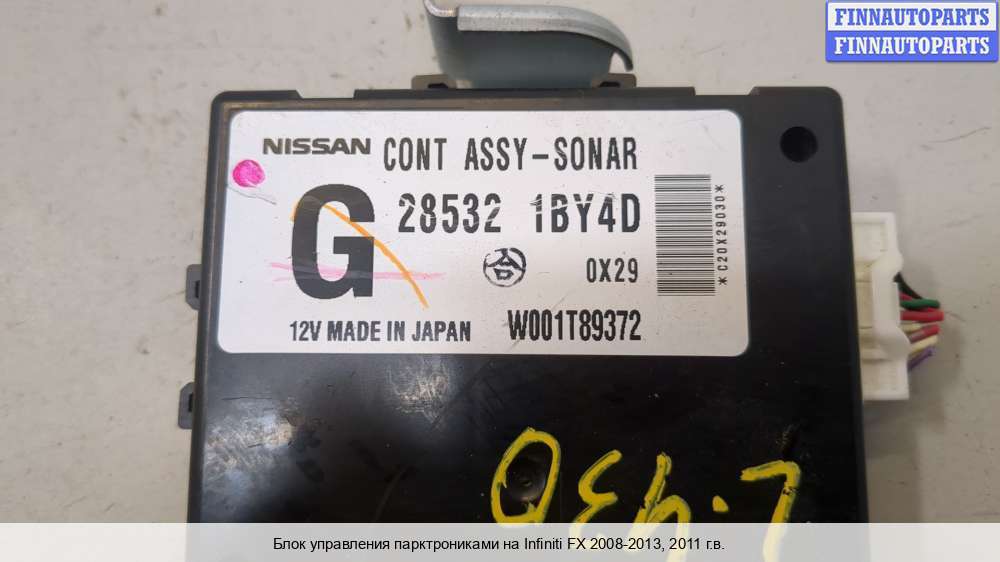 FINNAUTOPARTS
FINNAUTOPARTS
NISSAN CONT ASSY-SONAR
G 28532 1BY4D
0X29
*C20X29030*
12V MADE IN JAPAN W001T89372
Блок управления парктрониками на Infiniti FX 2008-2013, 2011 г.в.